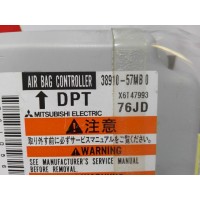 AIR BAG CONTROLLER 38910-57MB0
↑ DPT X6T47993
MITSUBISHI ELECTRIC 76JD
⚠注意
取外す前に必ずサービスマニュアルをご覧ください。
⚠WARNING
SEE MANUFACTURER'S SERVICE MANUAL
BEFORE REMOVAL.